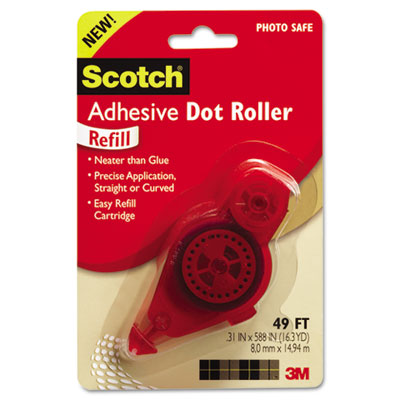 NEW!
PHOTO SAFE
Scotch
Adhesive Dot Roller
Refill
• Neater than Glue
• Precise Application,
Straight or Curved
• Easy Refill
Cartridge
49 FT
.31 IN x 588 IN (16.3 YD)
8,0 mm x 14,94 m
3M